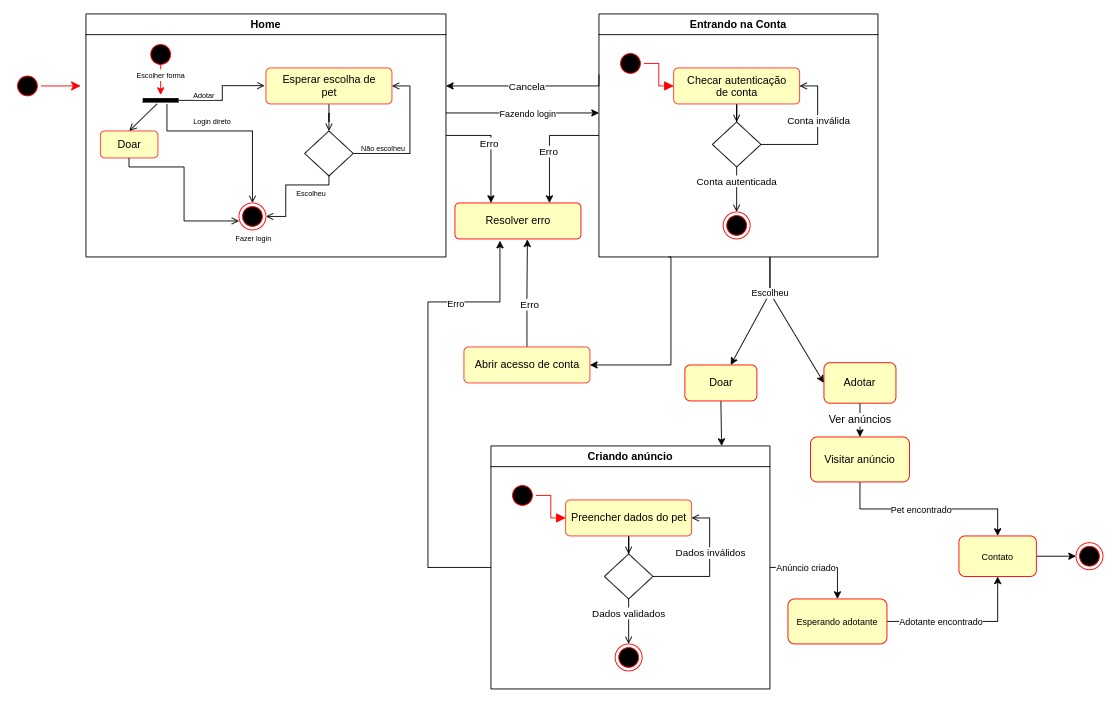 Home
Escolher forma
Adotar
Login direto
Doar
Esperar escolha de
pet
Não escolheu
Escolheu
Fazer login
Cancela
Fazendo login
Erro
Erro
Resolver erro
Entrando na Conta
Checar autenticação
de conta
Conta inválida
Conta autenticada
Erro
Erro
Abrir acesso de conta
Escolheu
Doar
Adotar
Ver anúncios
Visitar anúncio
Pet encontrado
Contato
Criando anúncio
Preencher dados do pet
Dados inválidos
Dados validados
Anúncio criado
Esperando adotante
Adotante encontrado